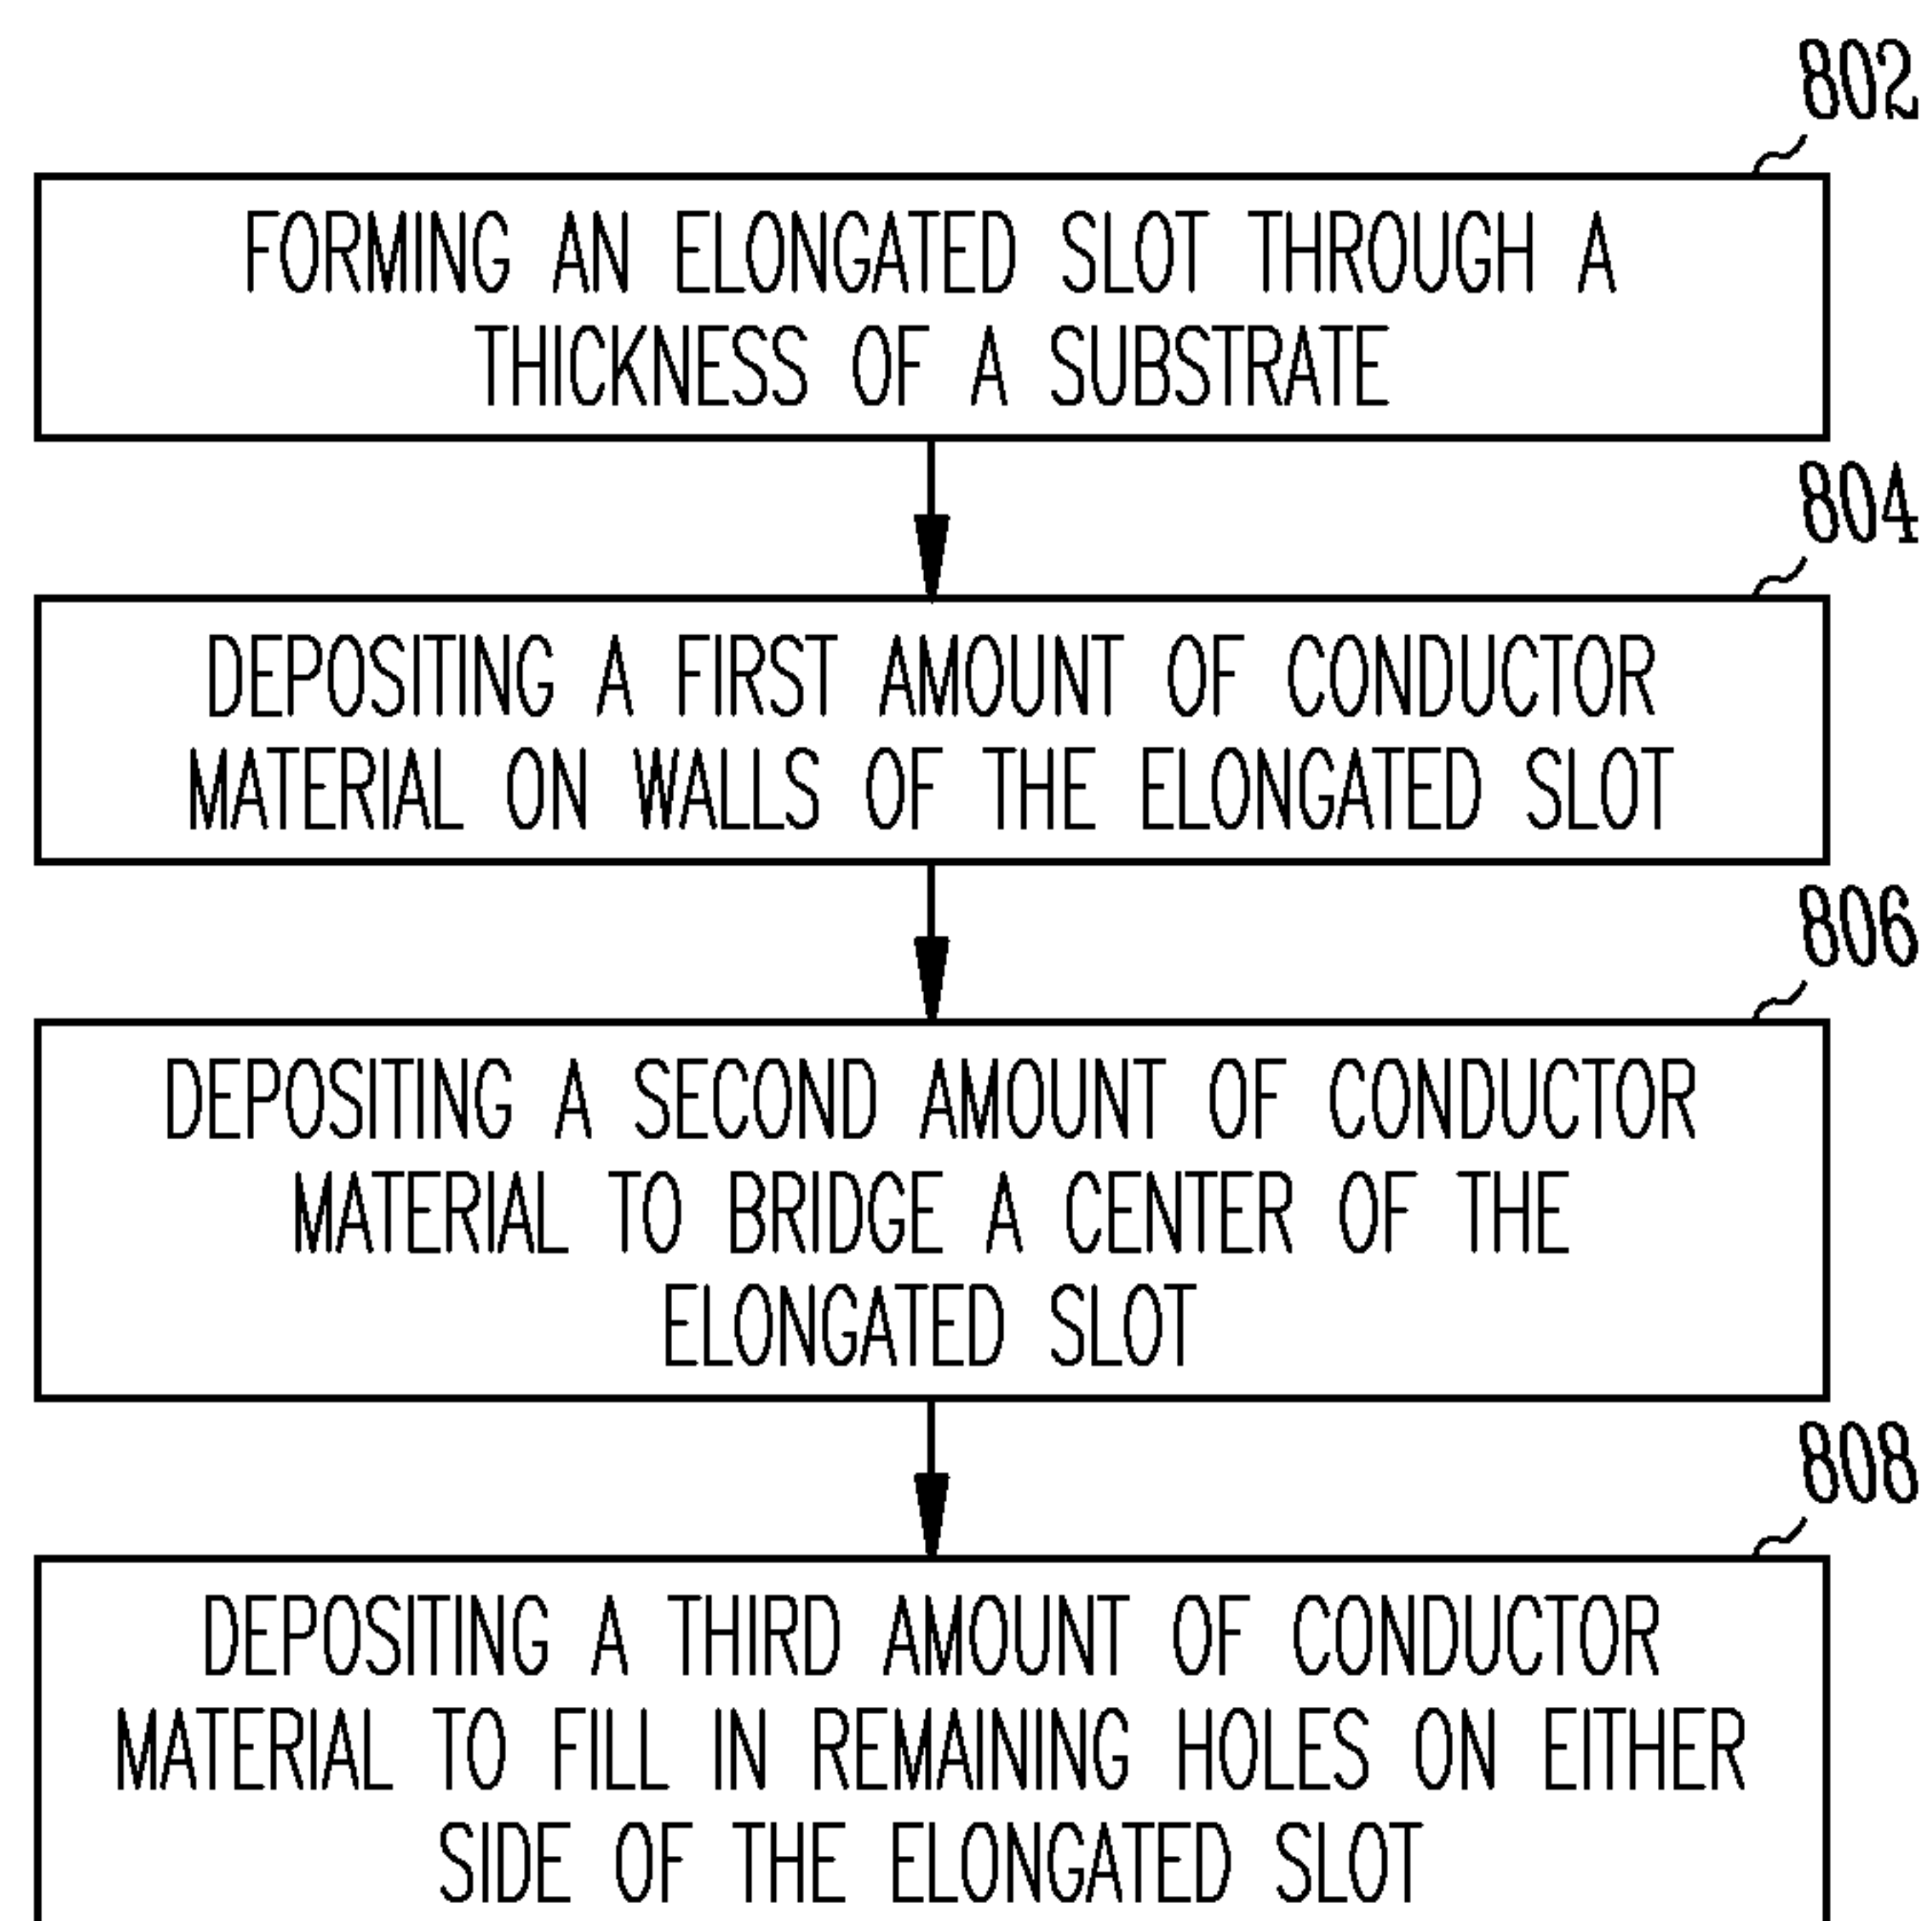 802
FORMING AN ELONGATED SLOT THROUGH A
THICKNESS OF A SUBSTRATE
804
DEPOSITING A FIRST AMOUNT OF CONDUCTOR
MATERIAL ON WALLS OF THE ELONGATED SLOT
806
DEPOSITING A SECOND AMOUNT OF CONDUCTOR
MATERIAL TO BRIDGE A CENTER OF THE
ELONGATED SLOT
808
DEPOSITING A THIRD AMOUNT OF CONDUCTOR
MATERIAL TO FILL IN REMAINING HOLES ON EITHER
SIDE OF THE ELONGATED SLOT